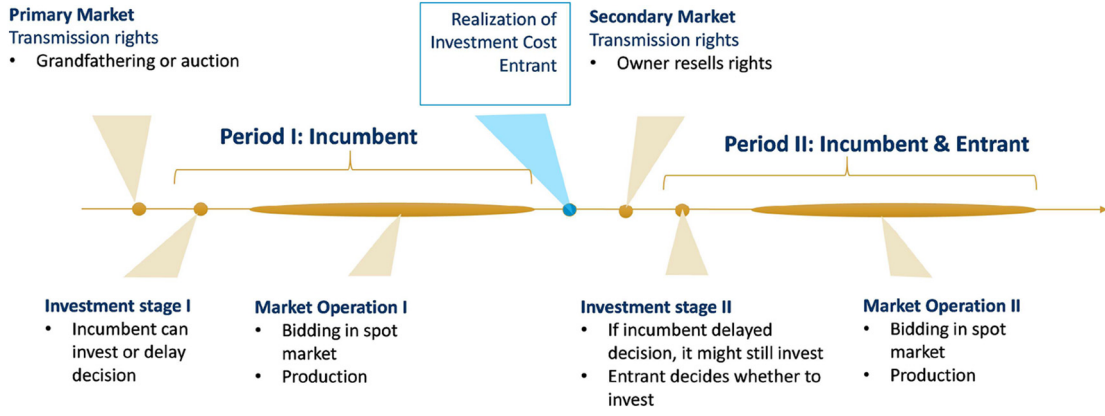 Primary Market
Transmission rights
• Grandfathering or auction
Realization of
Investment Cost
Entrant
Secondary Market
Transmission rights
• Owner resells rights
Period I: Incumbent
Period II: Incumbent & Entrant
Investment stage I
• Incumbent can
invest or delay
decision
Market Operation I
• Bidding in spot
market
• Production
Investment stage II
• If incumbent delayed
decision, it might still invest
• Entrant decides whether to
invest
Market Operation II
• Bidding in spot
market
• Production